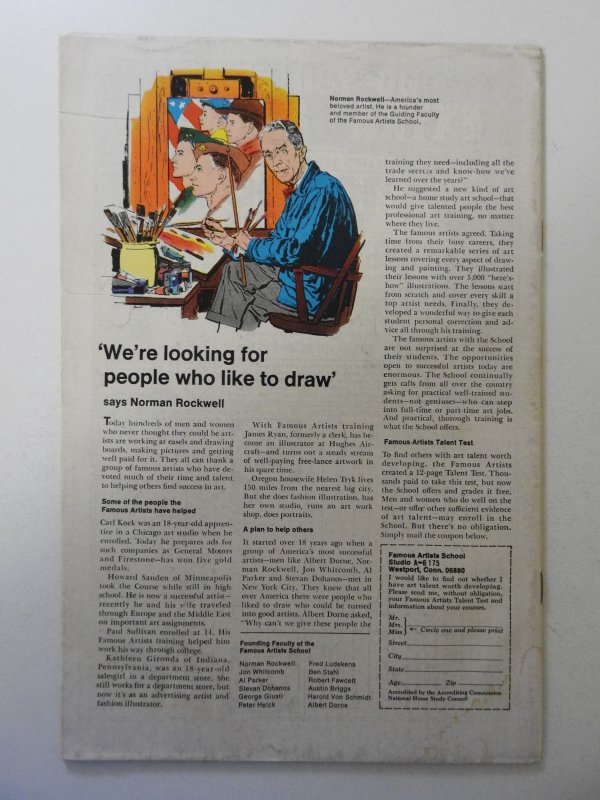 Norman Rockwell—America's most
beloved artist. He is a founder
and member of the Guiding Faculty
of the Famous Artists School.
'We're looking for
people who like to draw'
says Norman Rockwell
Today hundreds of men and women
who never thought they could be art-
ists are working at easels and drawing
boards, making pictures and getting
well paid for it. They all can thank a
group of famous artists who have de-
voted much of their time and talent
to helping others find success in art.
Some of the people the
Famous Artists have helped
Carl Kock was an 18-year-old appren-
tice in a Chicago art studio when he
enrolled. Today he prepares ads for
such companies as General Motors
and Firestone—has won five gold
medals.
Howard Sanden of Minneapolis
took the Course while still in high
school. He is now a successful artist—
recently he and his wife traveled
through Europe and the Middle East
on important art assignments.
Paul Sullivan enrolled at 14. His
Famous Artists training helped him
work his way through college.
Kathleen Gironda of Indiana,
Pennsylvania, was an 18-year-old
salesgirl in a department store. She
still works for a department store, but
now it's as an advertising artist and
fashion illustrator.
With Famous Artists training
James Ryan, formerly a clerk, has be-
come an illustrator at Hughes Air-
craft—and turns out a steady stream
of well-paying free-lance artwork in
his spare time.
Oregon housewife Helen Tryk lives
150 miles from the nearest big city.
But she does fashion illustration, has
her own studio, runs an art work
shop, does portraits.
A plan to help others
It started over 18 years ago when a
group of America's most successful
artists—men like Albert Dorne, Nor-
man Rockwell, Jon Whitcomb, Al
Parker and Stevan Dohanos—met in
New York City. They knew that all
over America there were people who
liked to draw who could be turned
into good artists. Albert Dorne asked,
"Why can't we give these people the
Founding Faculty of the
Famous Artists School
Norman Rockwell
Jon Whitcomb
Al Parker
Stevan Dohanos
George Giusti
Peter Helck
Fred Ludekens
Ben Stahl
Robert Fawcett
Austin Briggs
Harold Von Schmidt
Albert Dorne
training they need—including all the
trade secrets and know-how we've
learned over the years?"
He suggested a new kind of art
school—a home study art school—that
would give talented people the best
professional art training, no matter
where they live.
The famous artists agreed. Taking
time from their busy careers, they
created a remarkable series of art
lessons covering every aspect of draw-
ing and painting. They illustrated
their lessons with over 5,000 "here's-
how" illustrations. The lessons start
from scratch and cover every skill a
top artist needs. Finally, they de-
veloped a wonderful way to give each
student personal correction and ad-
vice all through his training.
The famous artists with the School
are not surprised at the success of
their students. The opportunities
open to successful artists today are
enormous. The School continually
gets calls from all over the country
asking for practical well-trained stu-
dents—not geniuses—who can step
into full-time or part-time art jobs.
And practical, thorough training is
what the School offers.
Famous Artists Talent Test
To find others with art talent worth
developing, the Famous Artists
created a 12-page Talent Test. Thou-
sands paid to take this test, but now
the School offers and grades it free.
Men and women who do well on the
test—or offer other sufficient evidence
of art talent—may enroll in the
School. But there's no obligation.
Simply mail the coupon below.
Famous Artists School
Studio A-6175
Westport, Conn. 06880
I would like to find out whether I
have art talent worth developing.
Please send me, without obligation,
your Famous Artists Talent Test and
information about your courses.
Mr.
Mrs.
Miss ← Circle one and please print
Street
City
State
Age Zip
Accredited by the Accrediting Commission
National Home Study Council